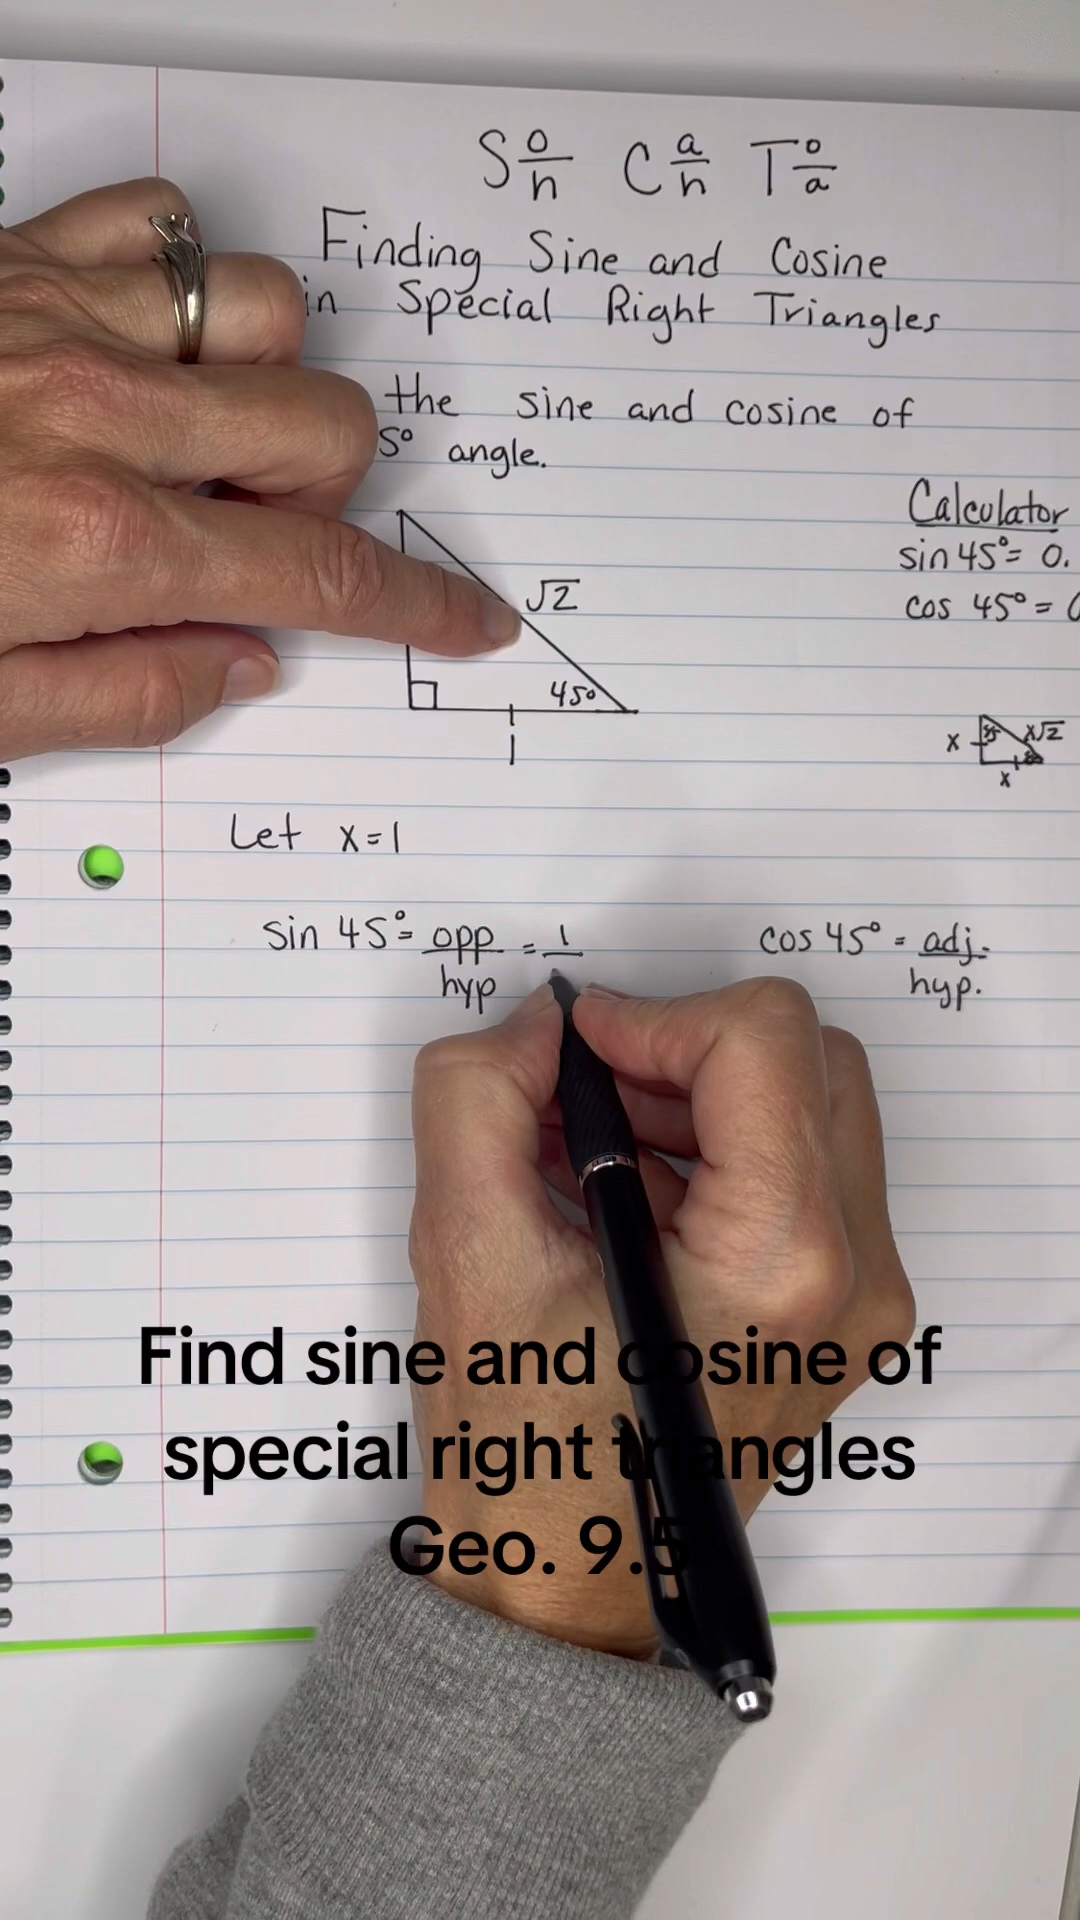 S o/h C a/h T o/a
Finding Sine and Cosine
in Special Right Triangles
the sine and cosine of
5° angle.
Calculator
sin 45° = 0.
cos 45° =
√2
45°
1
x x√2
x
Let x = 1
sin 45° = opp/hyp = 1/
cos 45° = adj./hyp.
Find sine and cosine of
special right triangles
Geo. 9.5